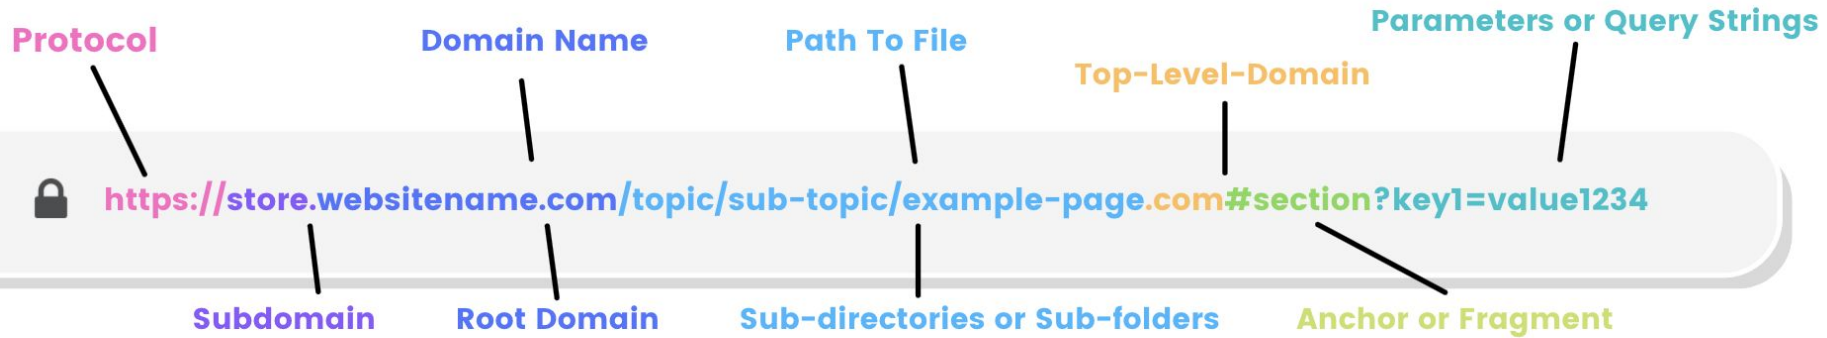 Parameters or Query Strings
Protocol
Domain Name
Path To File
Top-Level-Domain
https://store.websitename.com/topic/sub-topic/example-page.com#section?key1=value1234
Subdomain
Root Domain
Sub-directories or Sub-folders
Anchor or Fragment